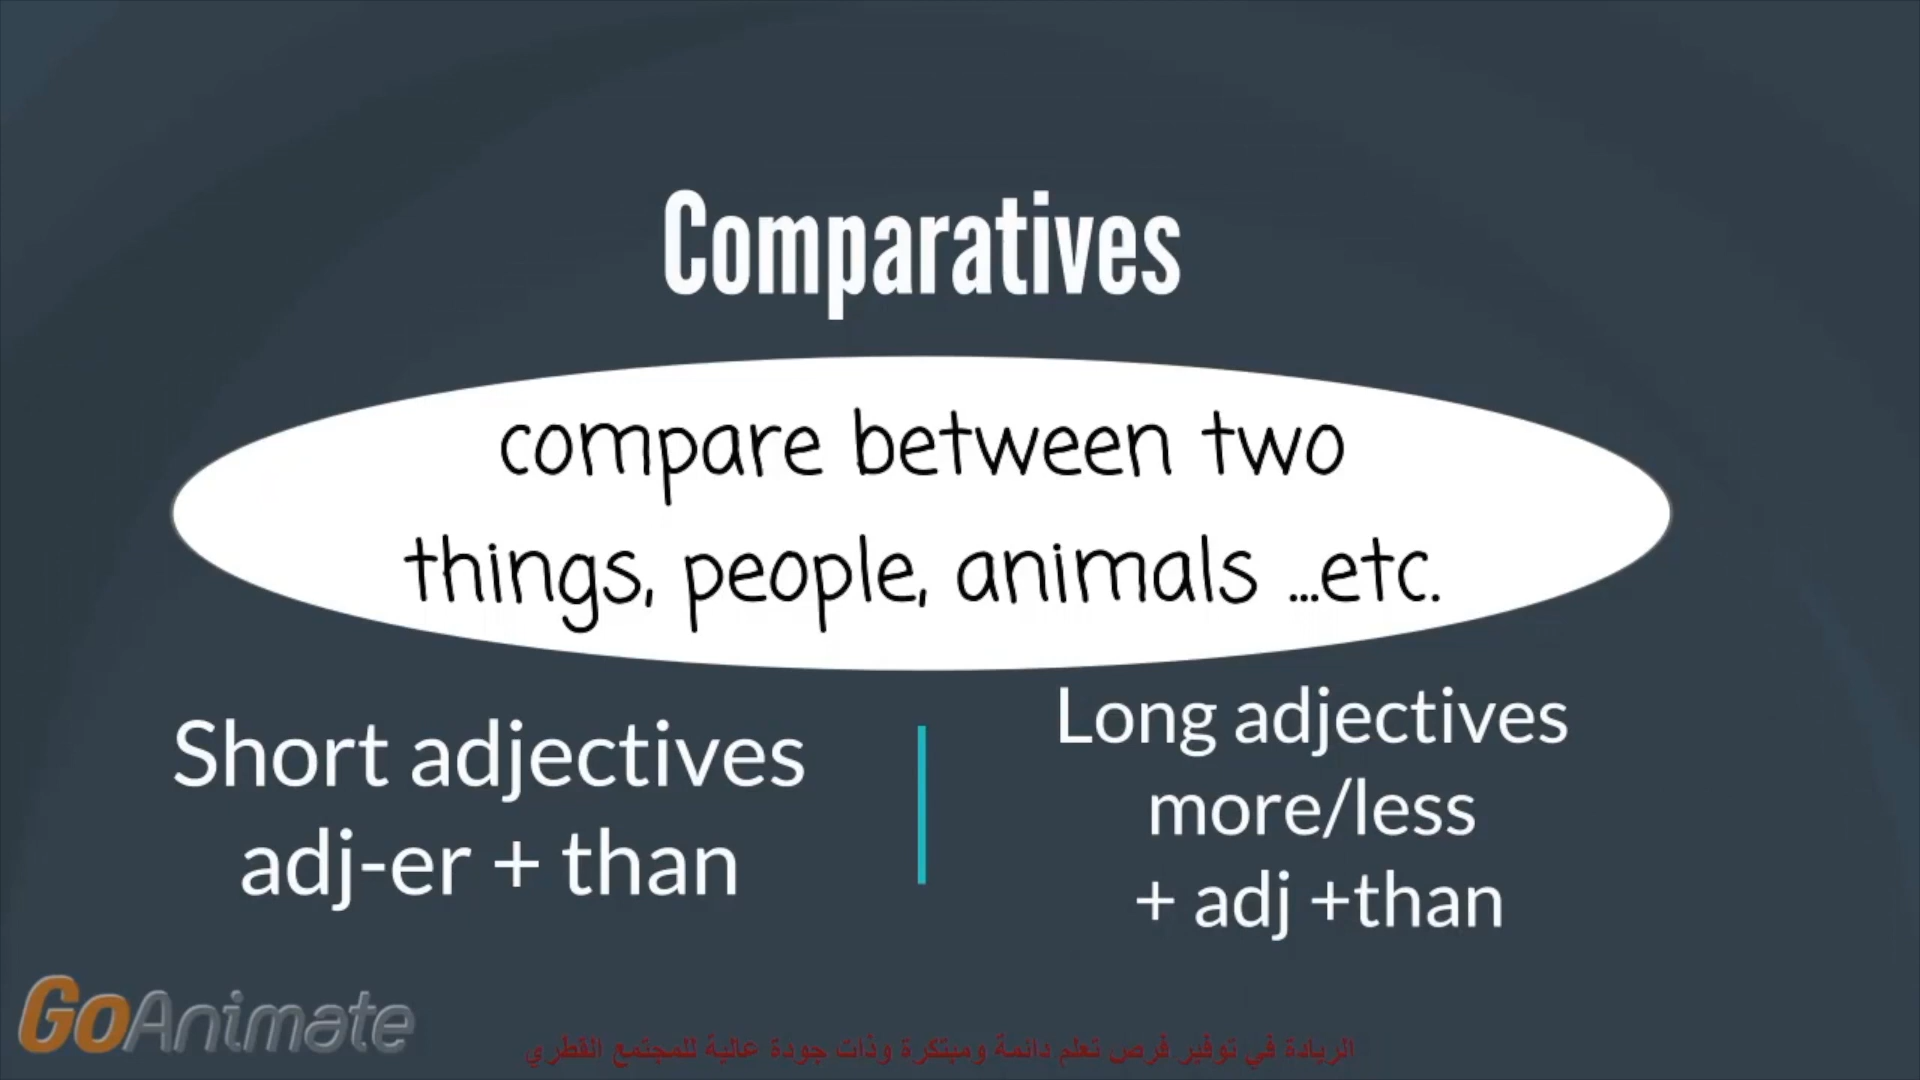 Comparatives
compare between two
things, people, animals ...etc.
Short adjectives
adj-er + than
Long adjectives
more/less
+ adj +than
GoAnimate
الريادة في توفير فرص تعلم دائمة ومبتكرة وذات جودة عالية للمجتمع القطري